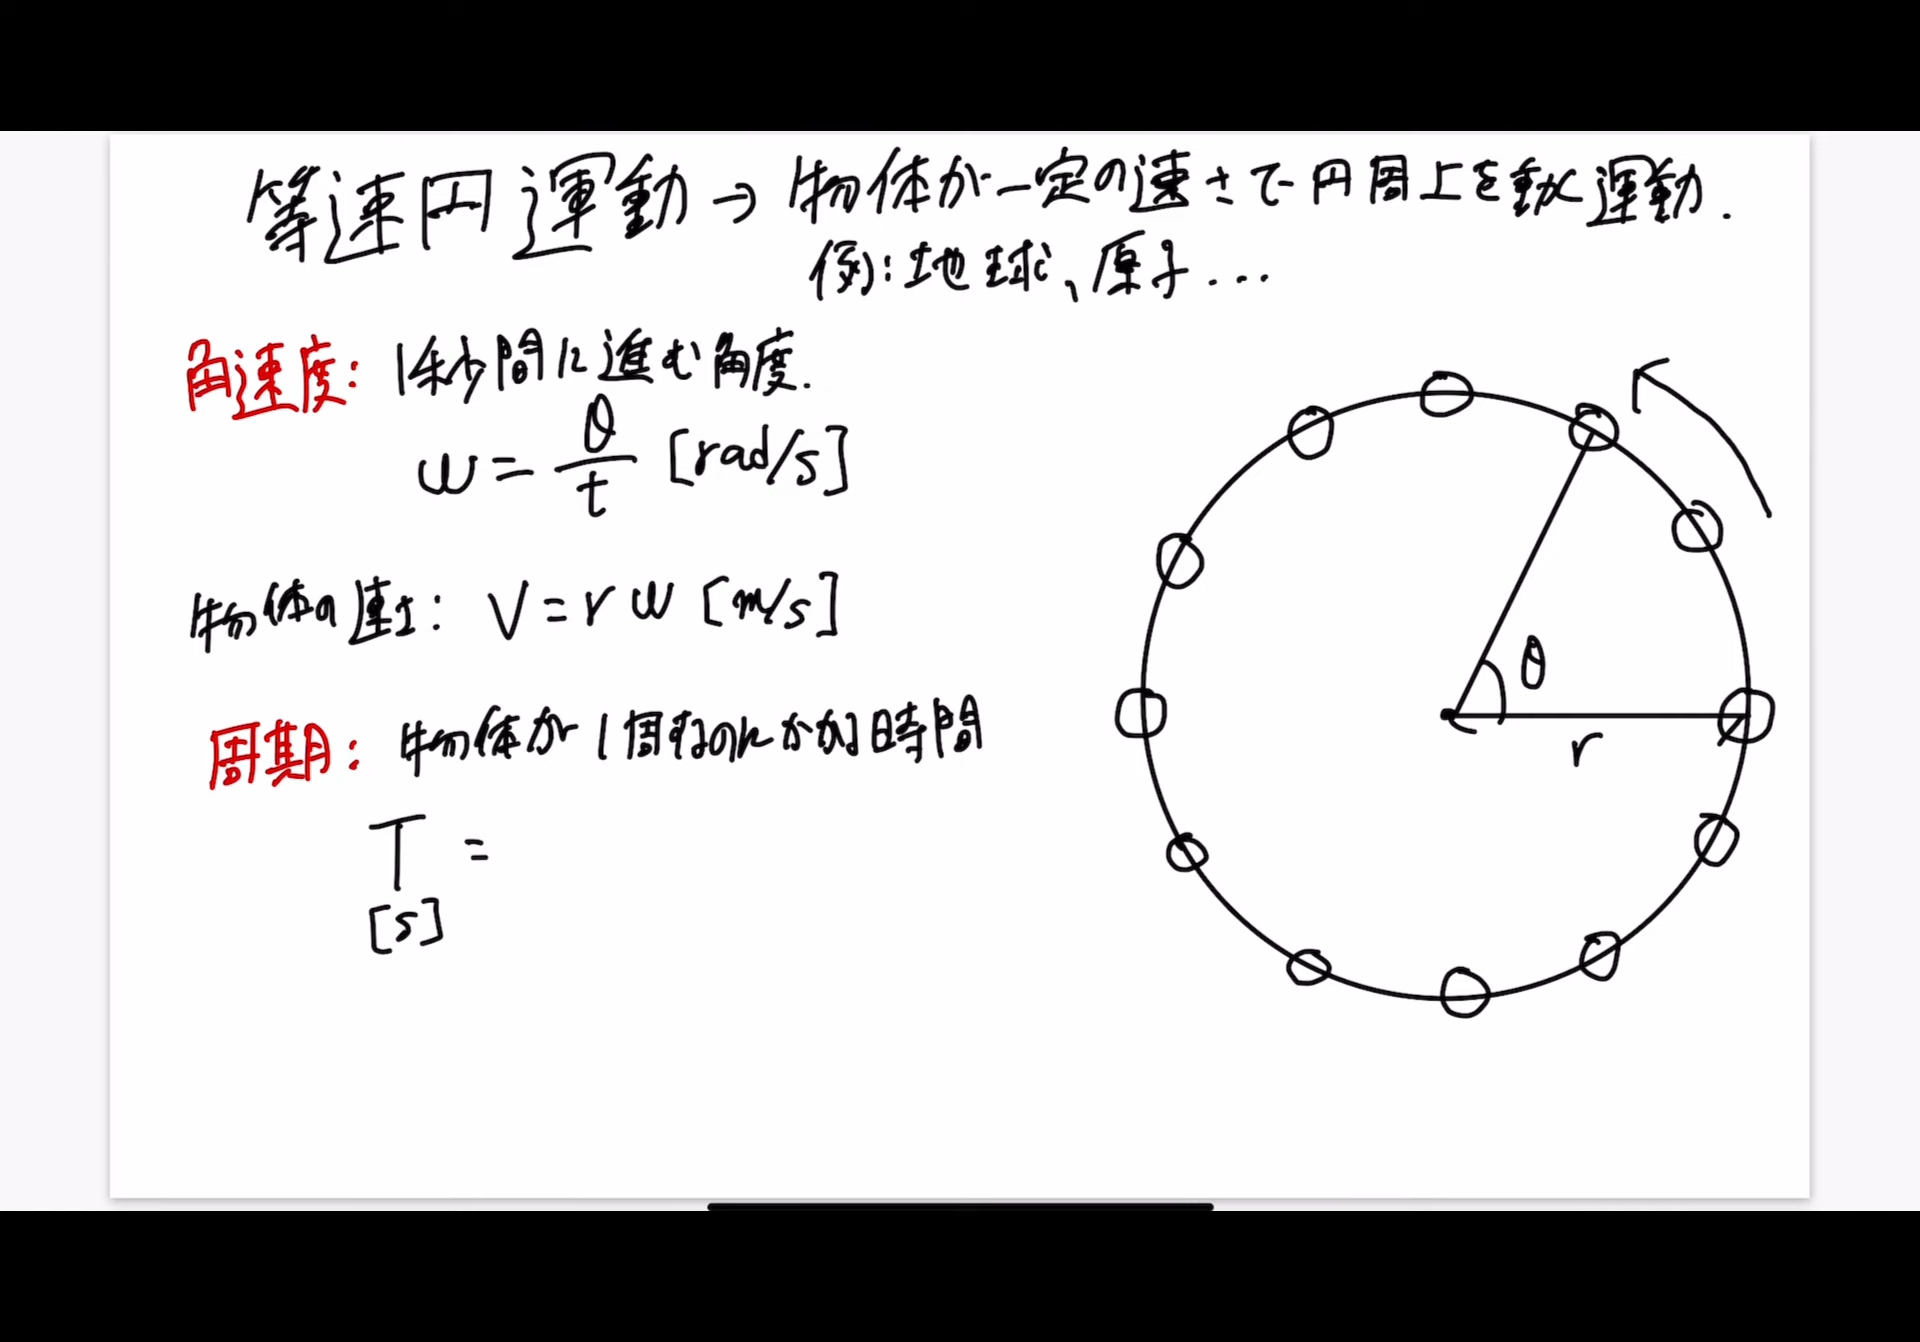 等速円運動→物体が一定の速さで円周上を動く運動.
例:地球、原子...
角速度: 1秒間に進む角度.
ω = θ/t [rad/s]
物体の速さ: V = r ω [m/s]
周期: 物体が1周するのにかかる時間
T =
[s]
θ
r